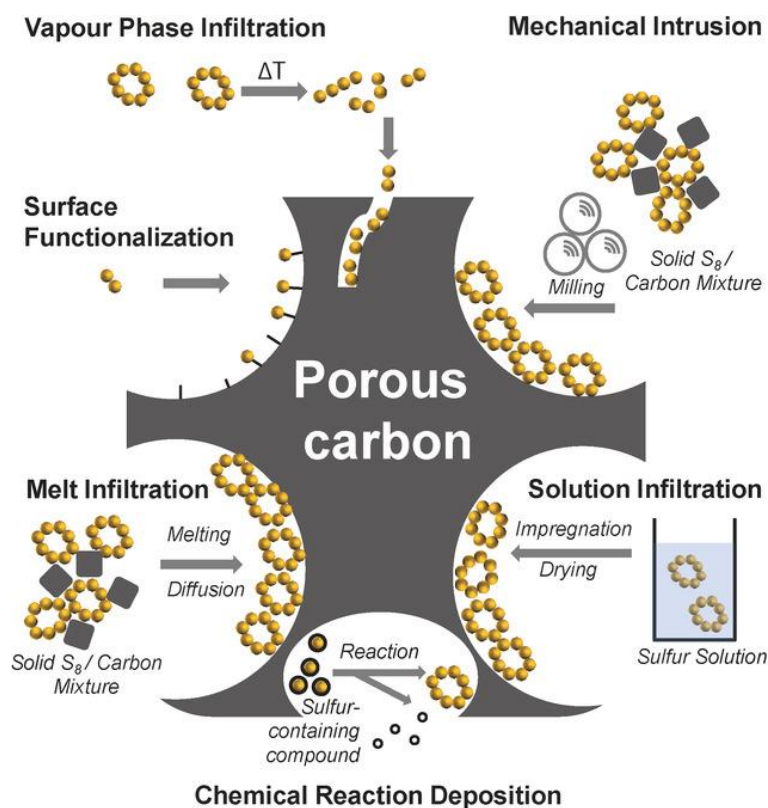 Vapour Phase Infiltration
ΔT
Mechanical Intrusion
Surface
Functionalization
Milling
Solid S₈ /
Carbon Mixture
Porous
carbon
Melt Infiltration
Melting
Diffusion
Solid S₈ / Carbon
Mixture
Solution Infiltration
Impregnation
Drying
Sulfur Solution
Reaction
Sulfur-
containing
compound
Chemical Reaction Deposition